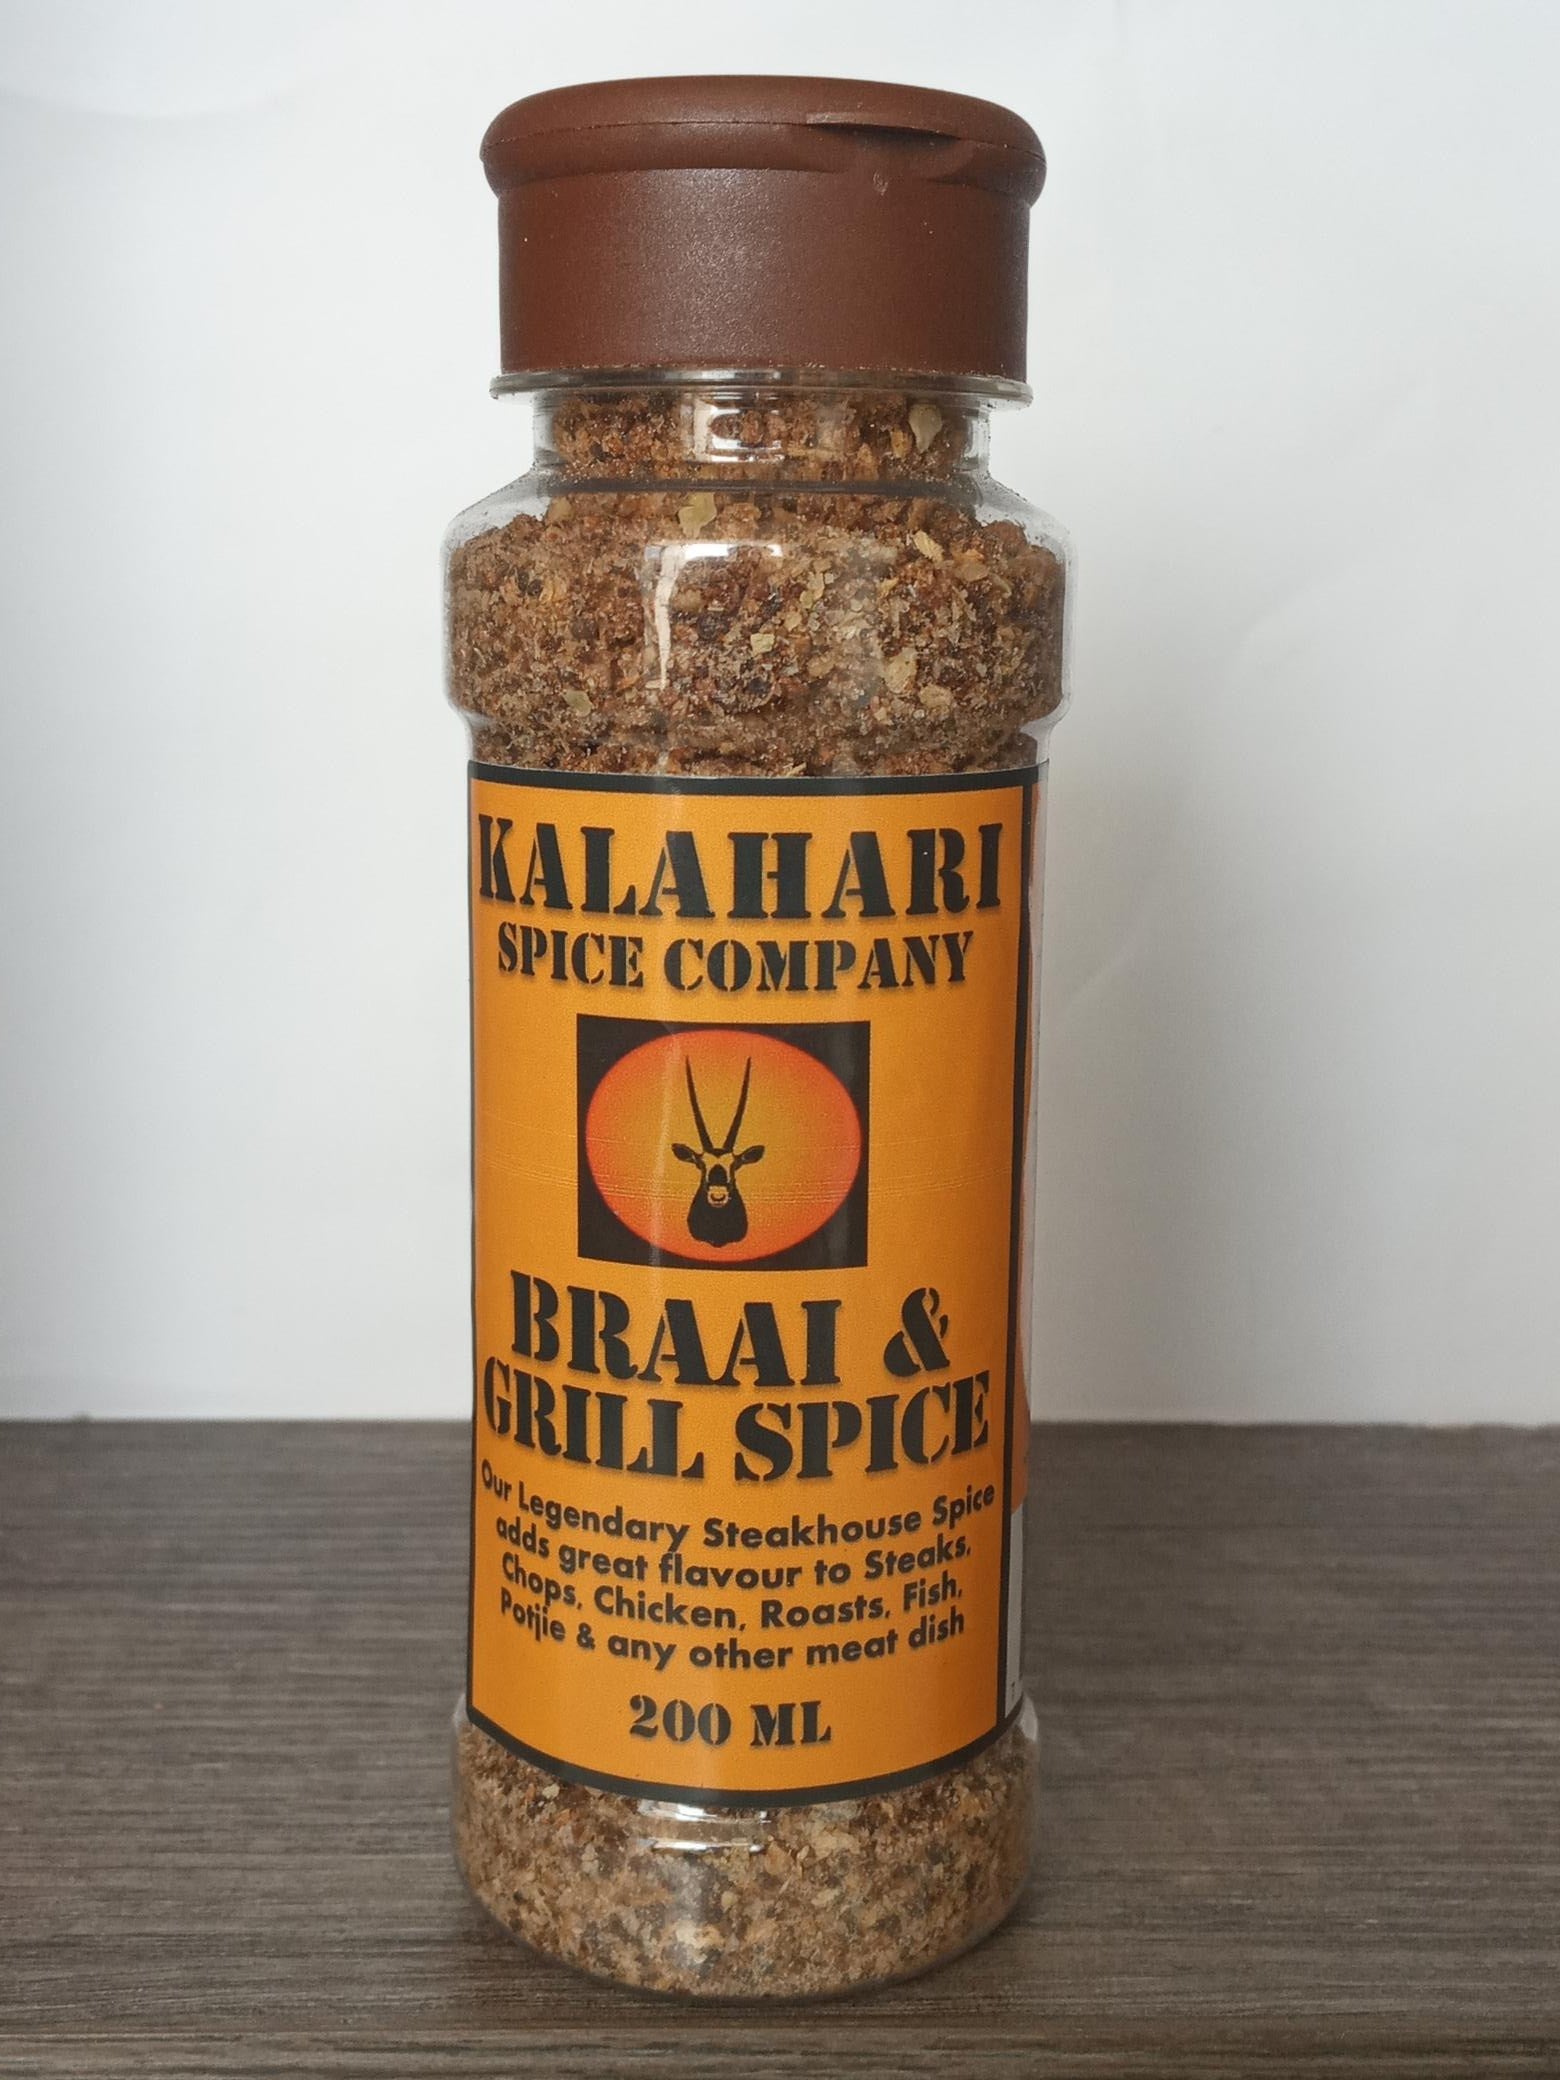 KALAHARI
SPICE COMPANY
BRAAI &
GRILL SPICE
Our Legendary Steakhouse Spice
adds great flavour to Steaks,
Chops, Chicken, Roasts, Fish,
Potjie & any other meat dish
200 ML